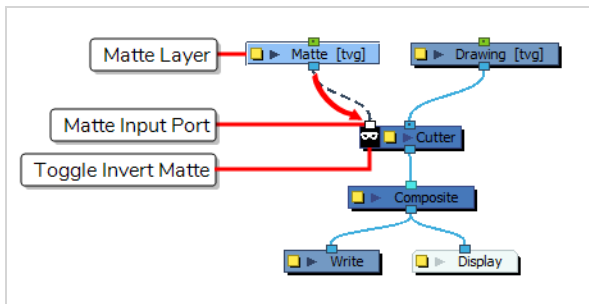 Matte Layer
Matte [tvg]
Drawing [tvg]
Matte Input Port
Cutter
Toggle Invert Matte
Composite
Write
Display